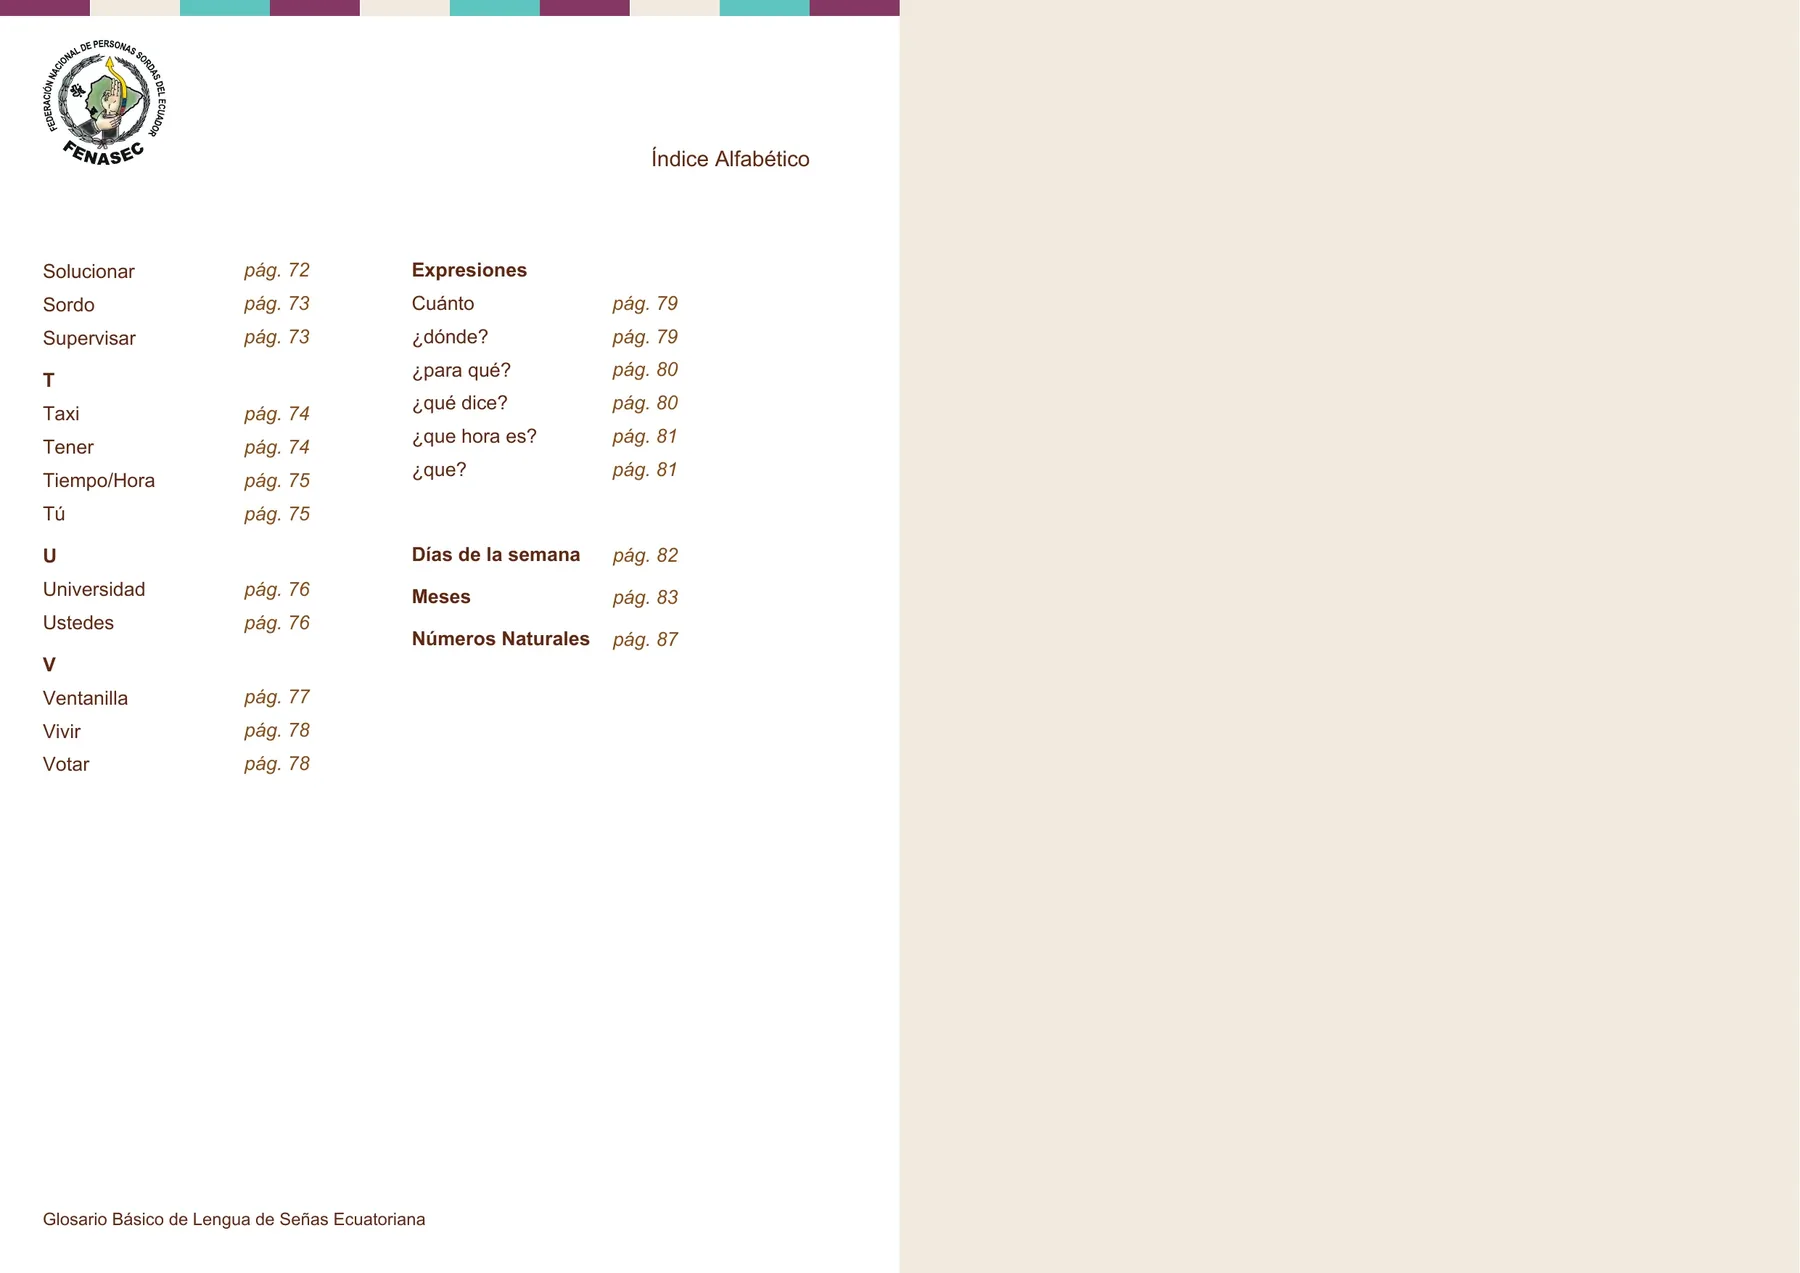 FEDERACIÓN NACIONAL DE PERSONAS SORDAS DEL ECUADOR
FENASEC
Índice Alfabético
Solucionar pág. 72
Sordo pág. 73
Supervisar pág. 73
T
Taxi pág. 74
Tener pág. 74
Tiempo/Hora pág. 75
Tú pág. 75
U
Universidad pág. 76
Ustedes pág. 76
V
Ventanilla pág. 77
Vivir pág. 78
Votar pág. 78
Expresiones
Cuánto pág. 79
¿dónde? pág. 79
¿para qué? pág. 80
¿qué dice? pág. 80
¿que hora es? pág. 81
¿que? pág. 81
Días de la semana pág. 82
Meses pág. 83
Números Naturales pág. 87
Glosario Básico de Lengua de Señas Ecuatoriana